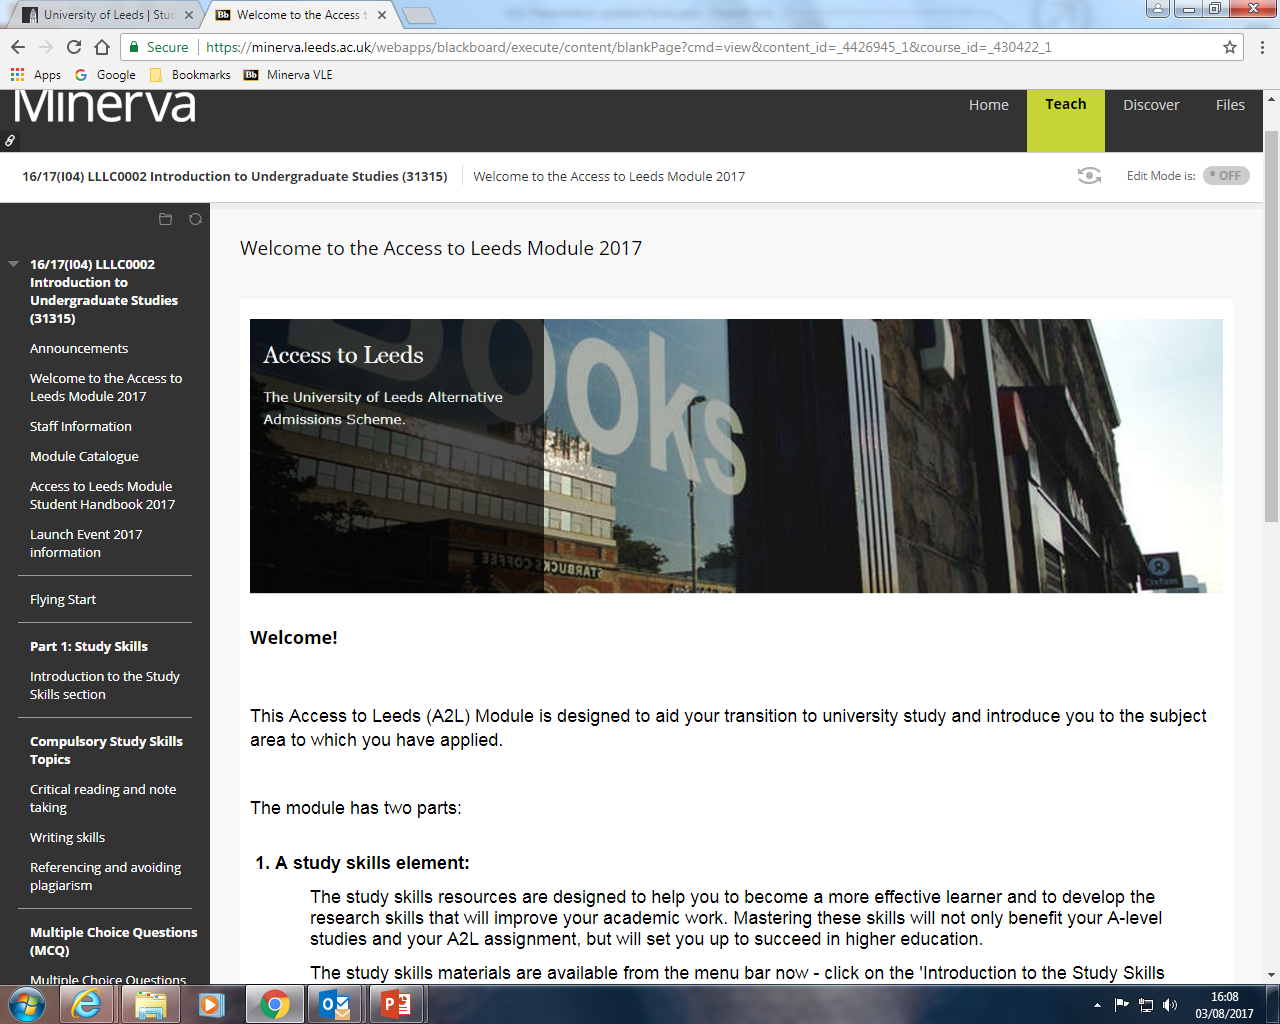 University of Leeds | Stud
Welcome to the Access t
Secure
https://minerva.leeds.ac.uk/webapps/blackboard/execute/content/blankPage?cmd=view&content_id=_4426945_1&course_id=_430422_1
Apps
Google
Bookmarks
Bb
Minerva VLE
Minerva
Home
Teach
Discover
Files
16/17(I04) LLLC0002 Introduction to Undergraduate Studies (31315)
Welcome to the Access to Leeds Module 2017
Edit Mode is:
OFF
16/17(I04) LLLC0002
Introduction to
Undergraduate Studies
(31315)
Announcements
Welcome to the Access to
Leeds Module 2017
Staff Information
Module Catalogue
Access to Leeds Module
Student Handbook 2017
Launch Event 2017
information
Flying Start
Part 1: Study Skills
Introduction to the Study
Skills section
Compulsory Study Skills
Topics
Critical reading and note
taking
Writing skills
Referencing and avoiding
plagiarism
Multiple Choice Questions
(MCQ)
Multiple Choice Questions
Welcome to the Access to Leeds Module 2017
Books
Access to Leeds
The University of Leeds Alternative
Admissions Scheme.
STARBUCKS COFFEE
Oxfam
Welcome!
This Access to Leeds (A2L) Module is designed to aid your transition to university study and introduce you to the subject
area to which you have applied.
The module has two parts:
1. A study skills element:
The study skills resources are designed to help you to become a more effective learner and to develop the
research skills that will improve your academic work. Mastering these skills will not only benefit your A-level
studies and your A2L assignment, but will set you up to succeed in higher education.
The study skills materials are available from the menu bar now - click on the 'Introduction to the Study Skills
16:08
03/08/2017